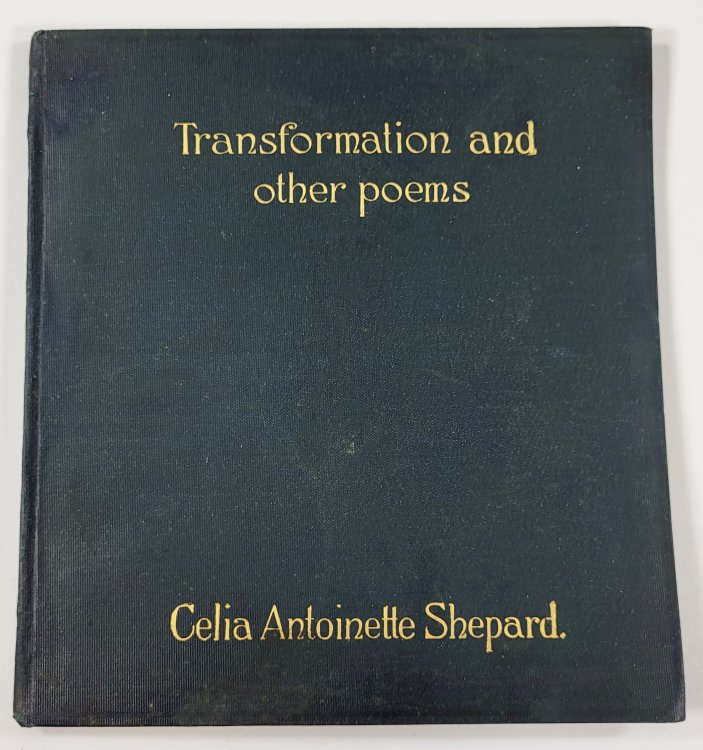 Transformation and
other poems
Celia Antoinette Shepard.